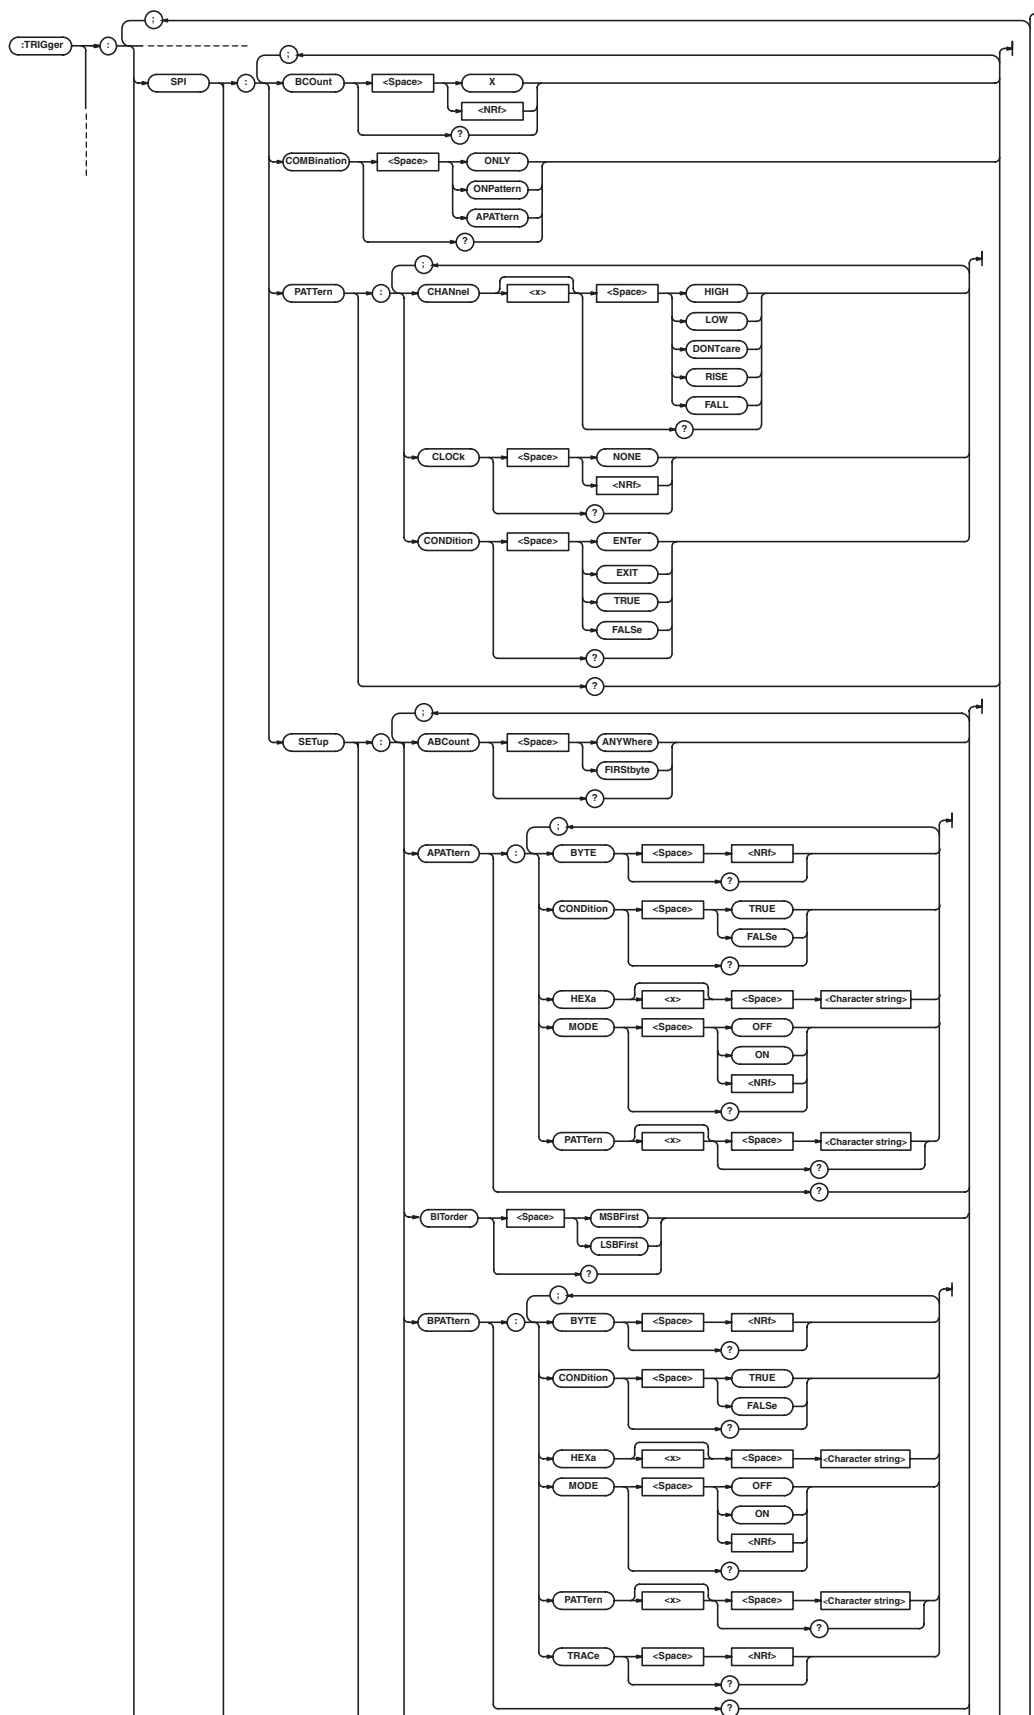 ;
:TRIGger :
;
SPI : BCOunt <Space> X
<NRf>
?
COMBination <Space> ONLY
ONPattern
APATtern
?
;
PATTern : CHANnel <x> <Space> HIGH
LOW
DONTcare
RISE
FALL
?
CLOCk <Space> NONE
<NRf>
?
CONDition <Space> ENTer
EXIT
TRUE
FALSe
?
?
;
SETup : ABCount <Space> ANYWhere
FIRStbyte
?
;
APATtern : BYTE <Space> <NRf>
?
CONDition <Space> TRUE
FALSe
?
HEXa <x> <Space> <Character string>
MODE <Space> OFF
ON
<NRf>
?
PATTern <x> <Space> <Character string>
?
?
BITorder <Space> MSBFirst
LSBFirst
?
;
BPATtern : BYTE <Space> <NRf>
?
CONDition <Space> TRUE
FALSe
?
HEXa <x> <Space> <Character string>
MODE <Space> OFF
ON
<NRf>
?
PATTern <x> <Space> <Character string>
?
TRACe <Space> <NRf>
?
?